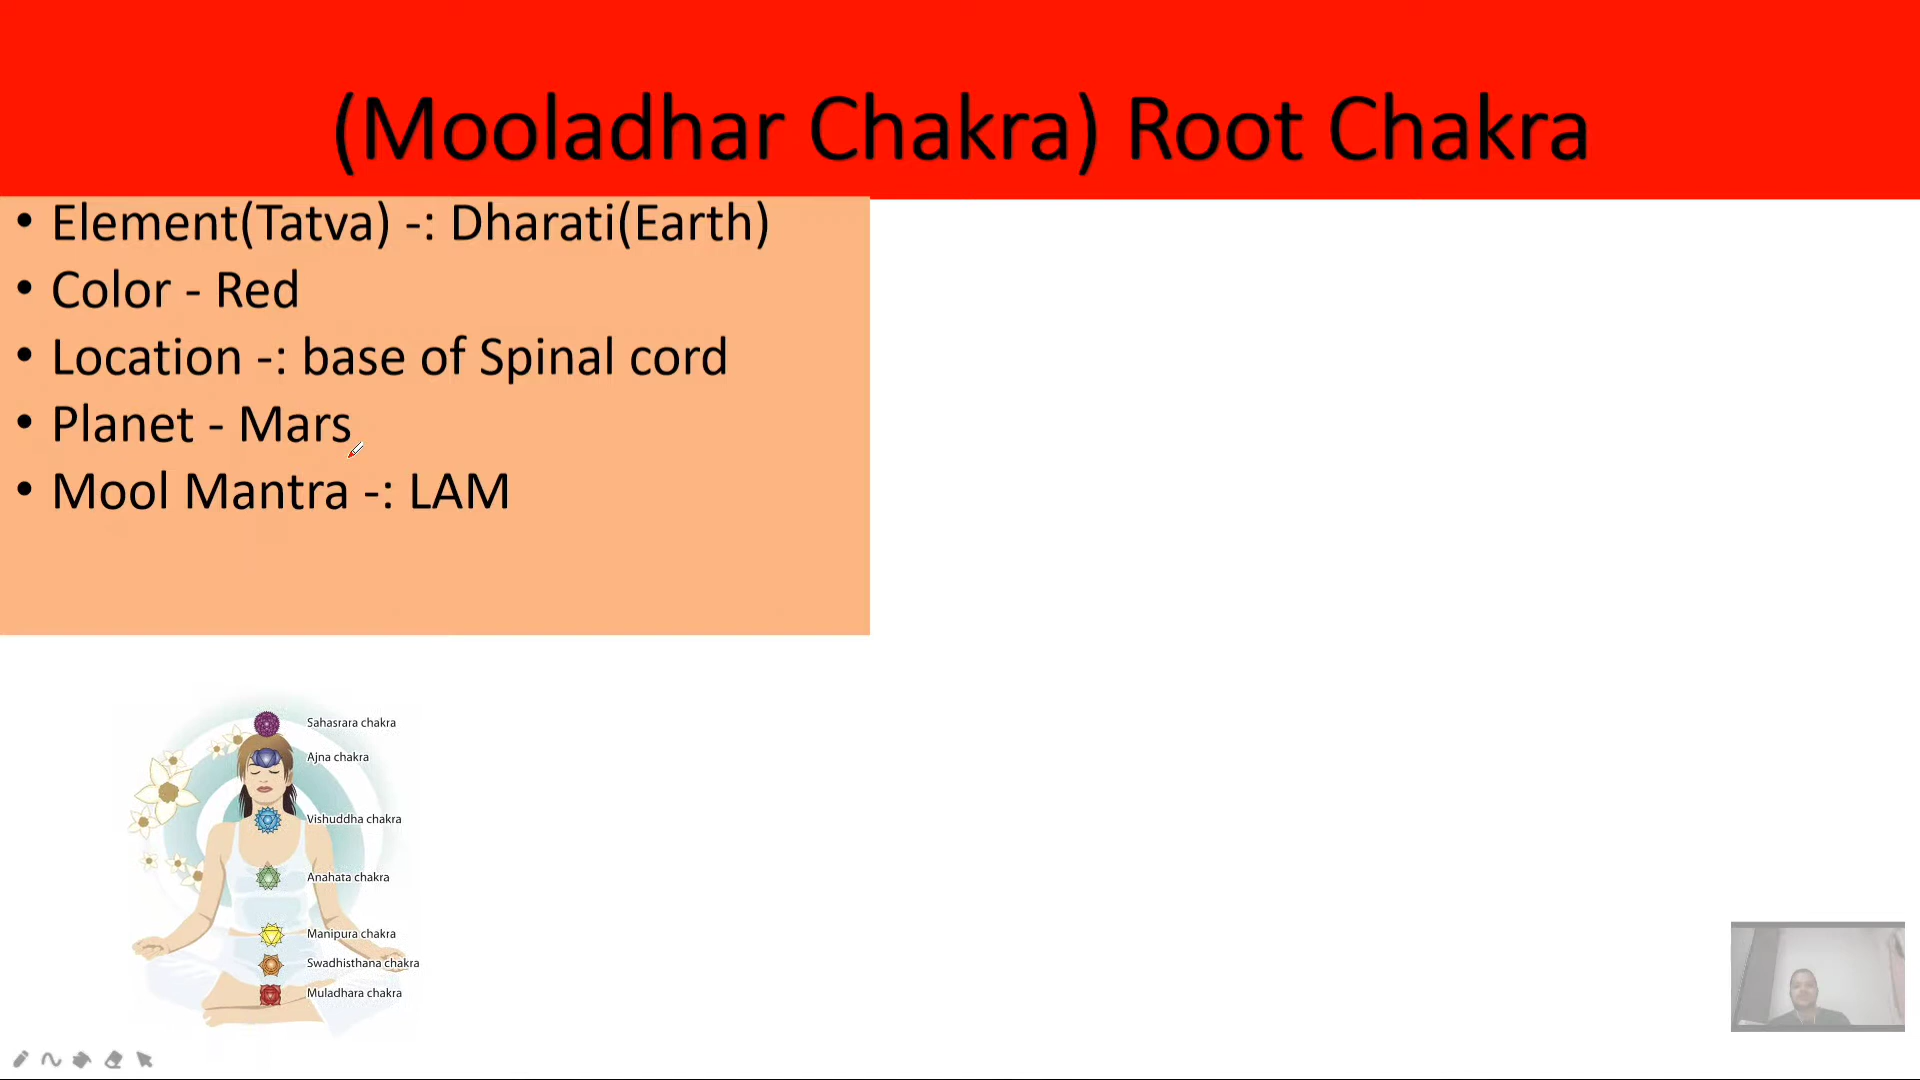 (Mooladhar Chakra) Root Chakra
• Element(Tatva) -: Dharati(Earth)
• Color - Red
• Location -: base of Spinal cord
• Planet - Mars
• Mool Mantra -: LAM
Sahasrara chakra
Ajna chakra
Vishuddha chakra
Anahata chakra
Manipura chakra
Swadhisthana chakra
Muladhara chakra